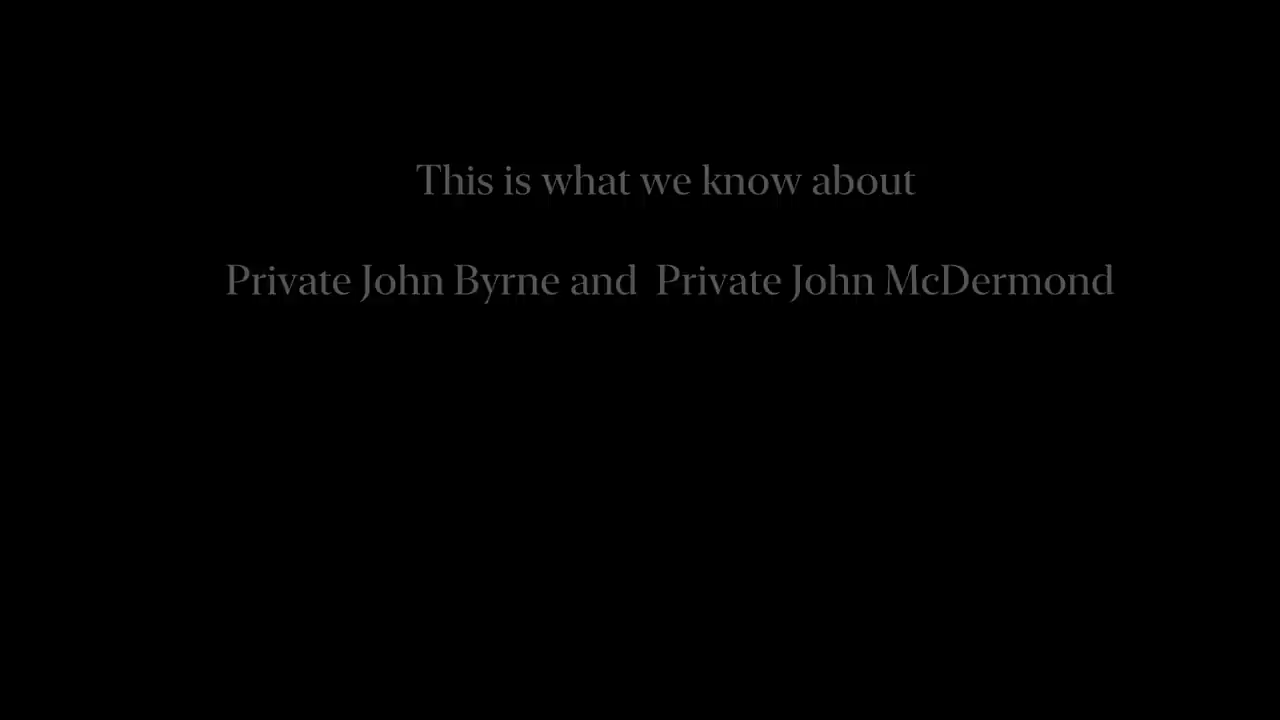 This is what we know about
Private John Byrne and  Private John McDermond